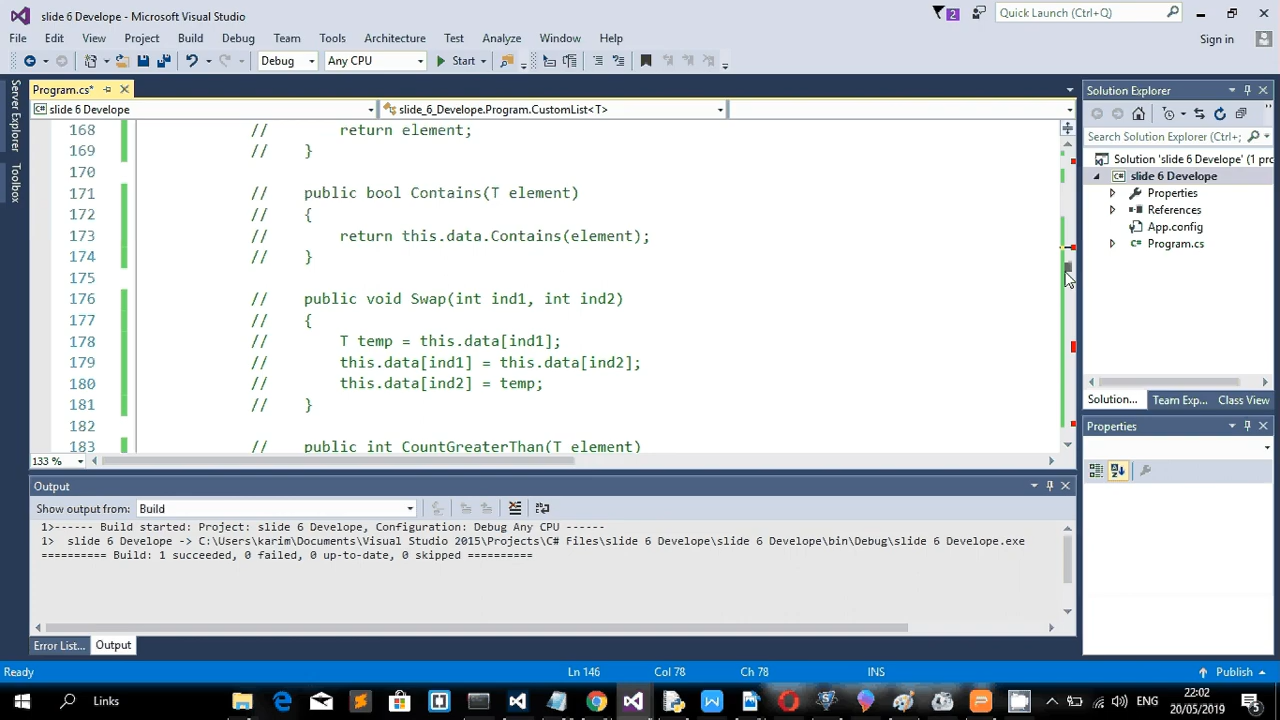 slide 6 Develope - Microsoft Visual Studio
2
Quick Launch (Ctrl+Q)
File Edit View Project Build Debug Team Tools Architecture Test Analyze Window Help
Sign in
Debug Any CPU Start
Server Explorer
Toolbox
Program.cs*
slide 6 Develope slide_6_Develope.Program.CustomList<T>
168 // return element;
169 // }
170
171 // public bool Contains(T element)
172 // {
173 // return this.data.Contains(element);
174 // }
175
176 // public void Swap(int ind1, int ind2)
177 // {
178 // T temp = this.data[ind1];
179 // this.data[ind1] = this.data[ind2];
180 // this.data[ind2] = temp;
181 // }
182
183 // public int CountGreaterThan(T element)
133 %
Output
Show output from: Build
1>------ Build started: Project: slide 6 Develope, Configuration: Debug Any CPU ------
1> slide 6 Develope -> C:\Users\karim\Documents\Visual Studio 2015\Projects\C# Files\slide 6 Develope\slide 6 Develope\bin\Debug\slide 6 Develope.exe
========== Build: 1 succeeded, 0 failed, 0 up-to-date, 0 skipped ==========
Error List... Output
Solution Explorer
Search Solution Explorer (Ctrl+;
Solution 'slide 6 Develope' (1 proj
C# slide 6 Develope
Properties
References
App.config
C# Program.cs
Solution... Team Exp... Class View
Properties
Ready Ln 146 Col 78 Ch 78 INS Publish
Links
ENG
22:02
20/05/2019
5